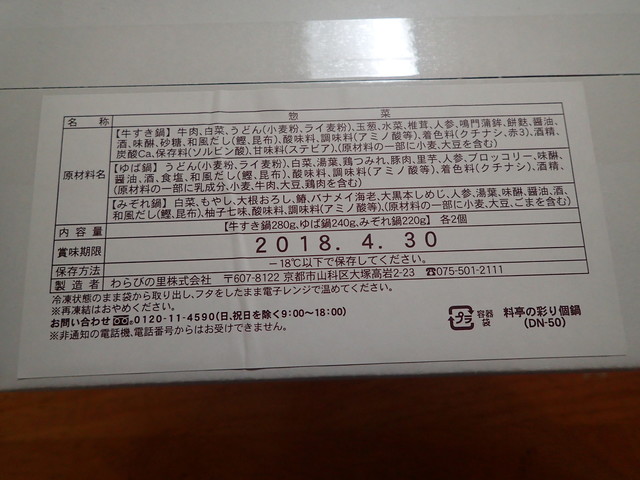 名称 惣菜
原材料名
【牛すき鍋】牛肉、白菜、うどん(小麦粉、ライ麦粉)、玉葱、水菜、椎茸、人参、鳴門蒲鉾、餅麩、醤油、
酒、味醂、砂糖、和風だし(鰹、昆布)、酸味料、調味料(アミノ酸等)、着色料(クチナシ、赤3)、酒精、
炭酸Ca、保存料(ソルビン酸)、甘味料(ステビア)、(原材料の一部に小麦、大豆を含む)
【ゆば鍋】うどん(小麦粉、ライ麦粉)、白菜、湯葉、鶏つみれ、豚肉、里芋、人参、ブロッコリー、味醂、
醤油、酒、食塩、和風だし(鰹、昆布)、酸味料、調味料(アミノ酸等)、着色料(クチナシ)、酒精、
(原材料の一部に乳成分、小麦、牛肉、大豆、鶏肉を含む)
【みぞれ鍋】白菜、もやし、大根おろし、鰆、バナメイ海老、大黒本しめじ、人参、湯葉、味醂、醤油、酒、
和風だし(鰹、昆布)、柚子七味、酸味料、調味料(アミノ酸等)、(原材料の一部に小麦、大豆、ごまを含む)
内容量 【牛すき鍋280g、ゆば鍋240g、みぞれ鍋220g】各2個
賞味期限 2018. 4. 30
保存方法 −18℃以下で保存してください。
製造者 わらびの里株式会社 〒607-8122 京都市山科区大塚高岩2-23 ☎075-501-2111
冷凍状態のまま袋から取り出し、フタをしたまま電子レンジで温めてください。
※再凍結はおやめください。
お問い合わせ 0120-11-4590(日、祝日を除く9:00〜18:00)
※非通知の電話機、電話番号からはお受けできません。
プラ 容器 袋
料亭の彩り個鍋
(DN-50)